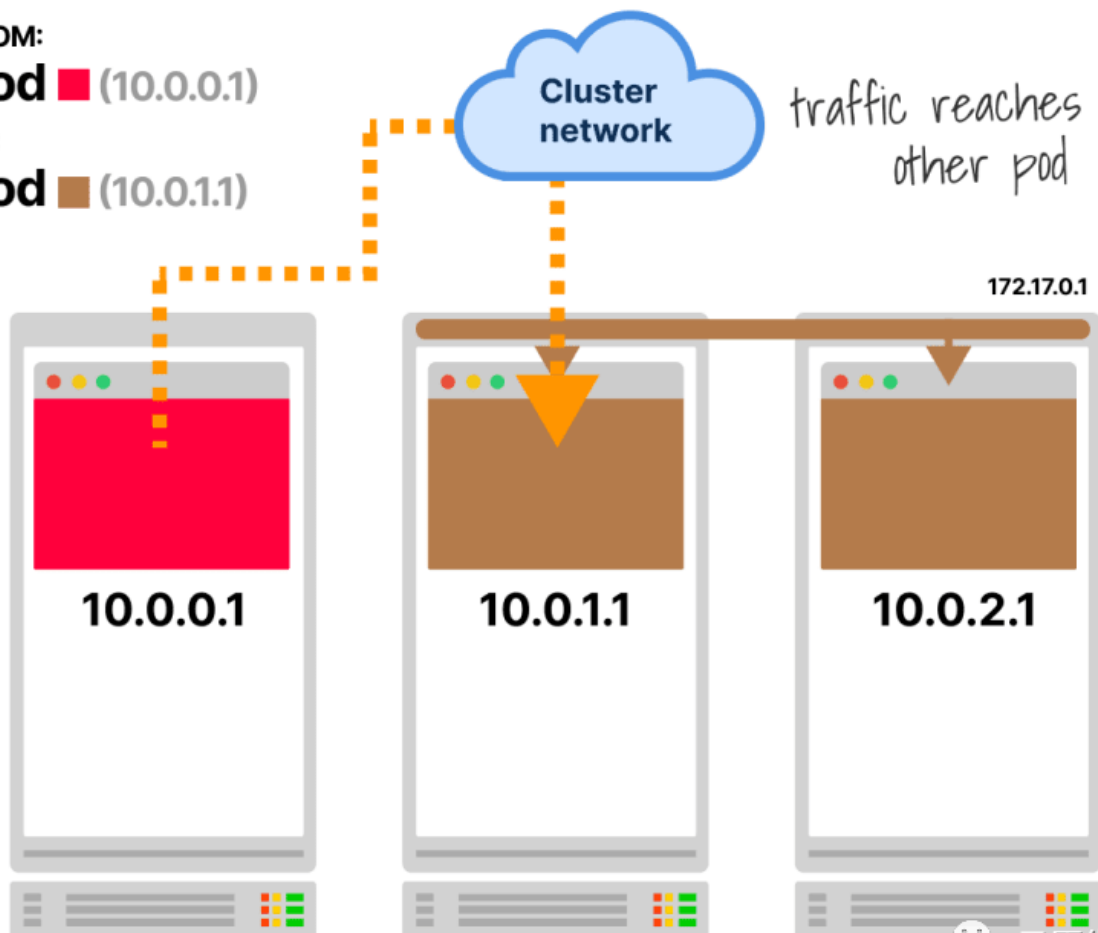 OM:
od (10.0.0.1)
od (10.0.1.1)
Cluster
network
traffic reaches
other pod
172.17.0.1
10.0.0.1
10.0.1.1
10.0.2.1